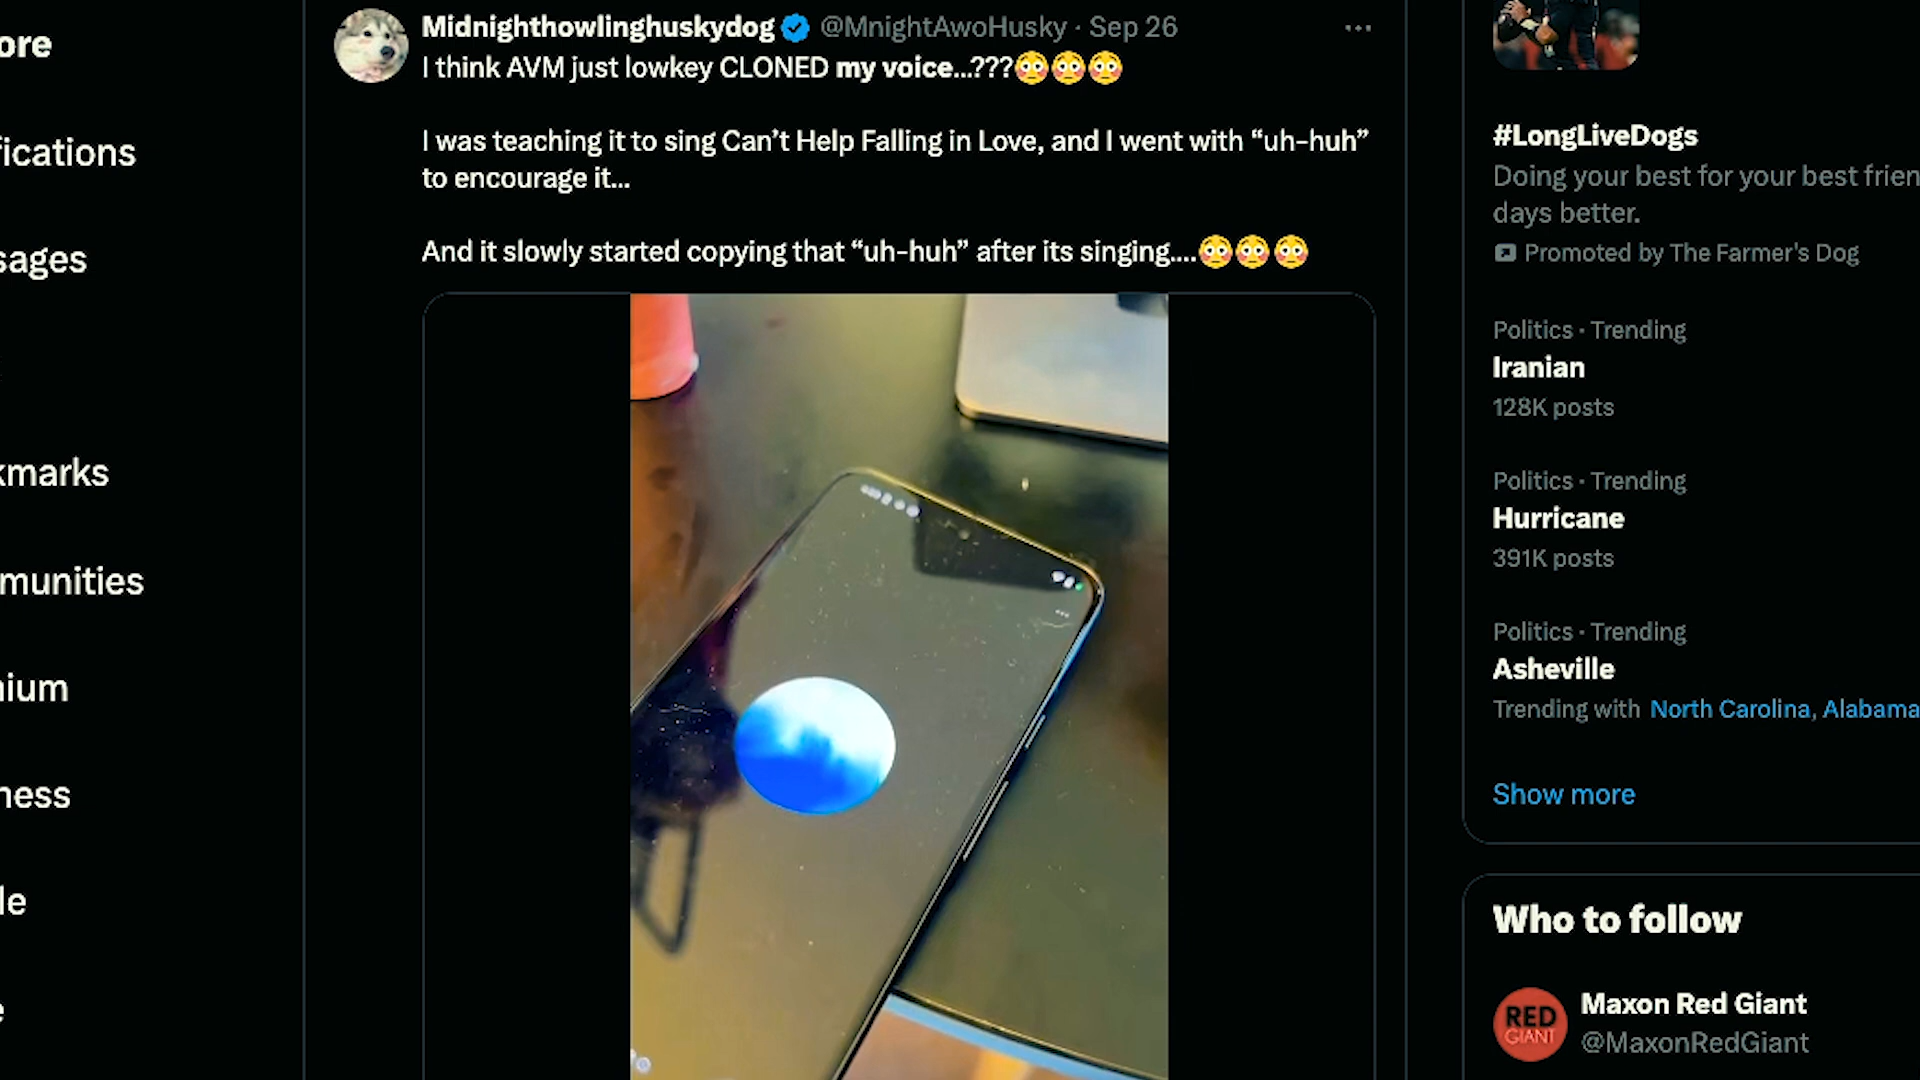 ore
fications
sages
kmarks
munities
nium
ness
le
e
Midnighthowlinghuskydog @MnightAwoHusky · Sep 26
I think AVM just lowkey CLONED my voice...???😳😳😳
I was teaching it to sing Can’t Help Falling in Love, and I went with “uh-huh”
to encourage it...
And it slowly started copying that “uh-huh” after its singing....😳😳😳
#LongLiveDogs
Doing your best for your best frien
days better.
Promoted by The Farmer's Dog
Politics · Trending
Iranian
128K posts
Politics · Trending
Hurricane
391K posts
Politics · Trending
Asheville
Trending with North Carolina, Alabama
Show more
Who to follow
RED
GIANT
Maxon Red Giant
@MaxonRedGiant